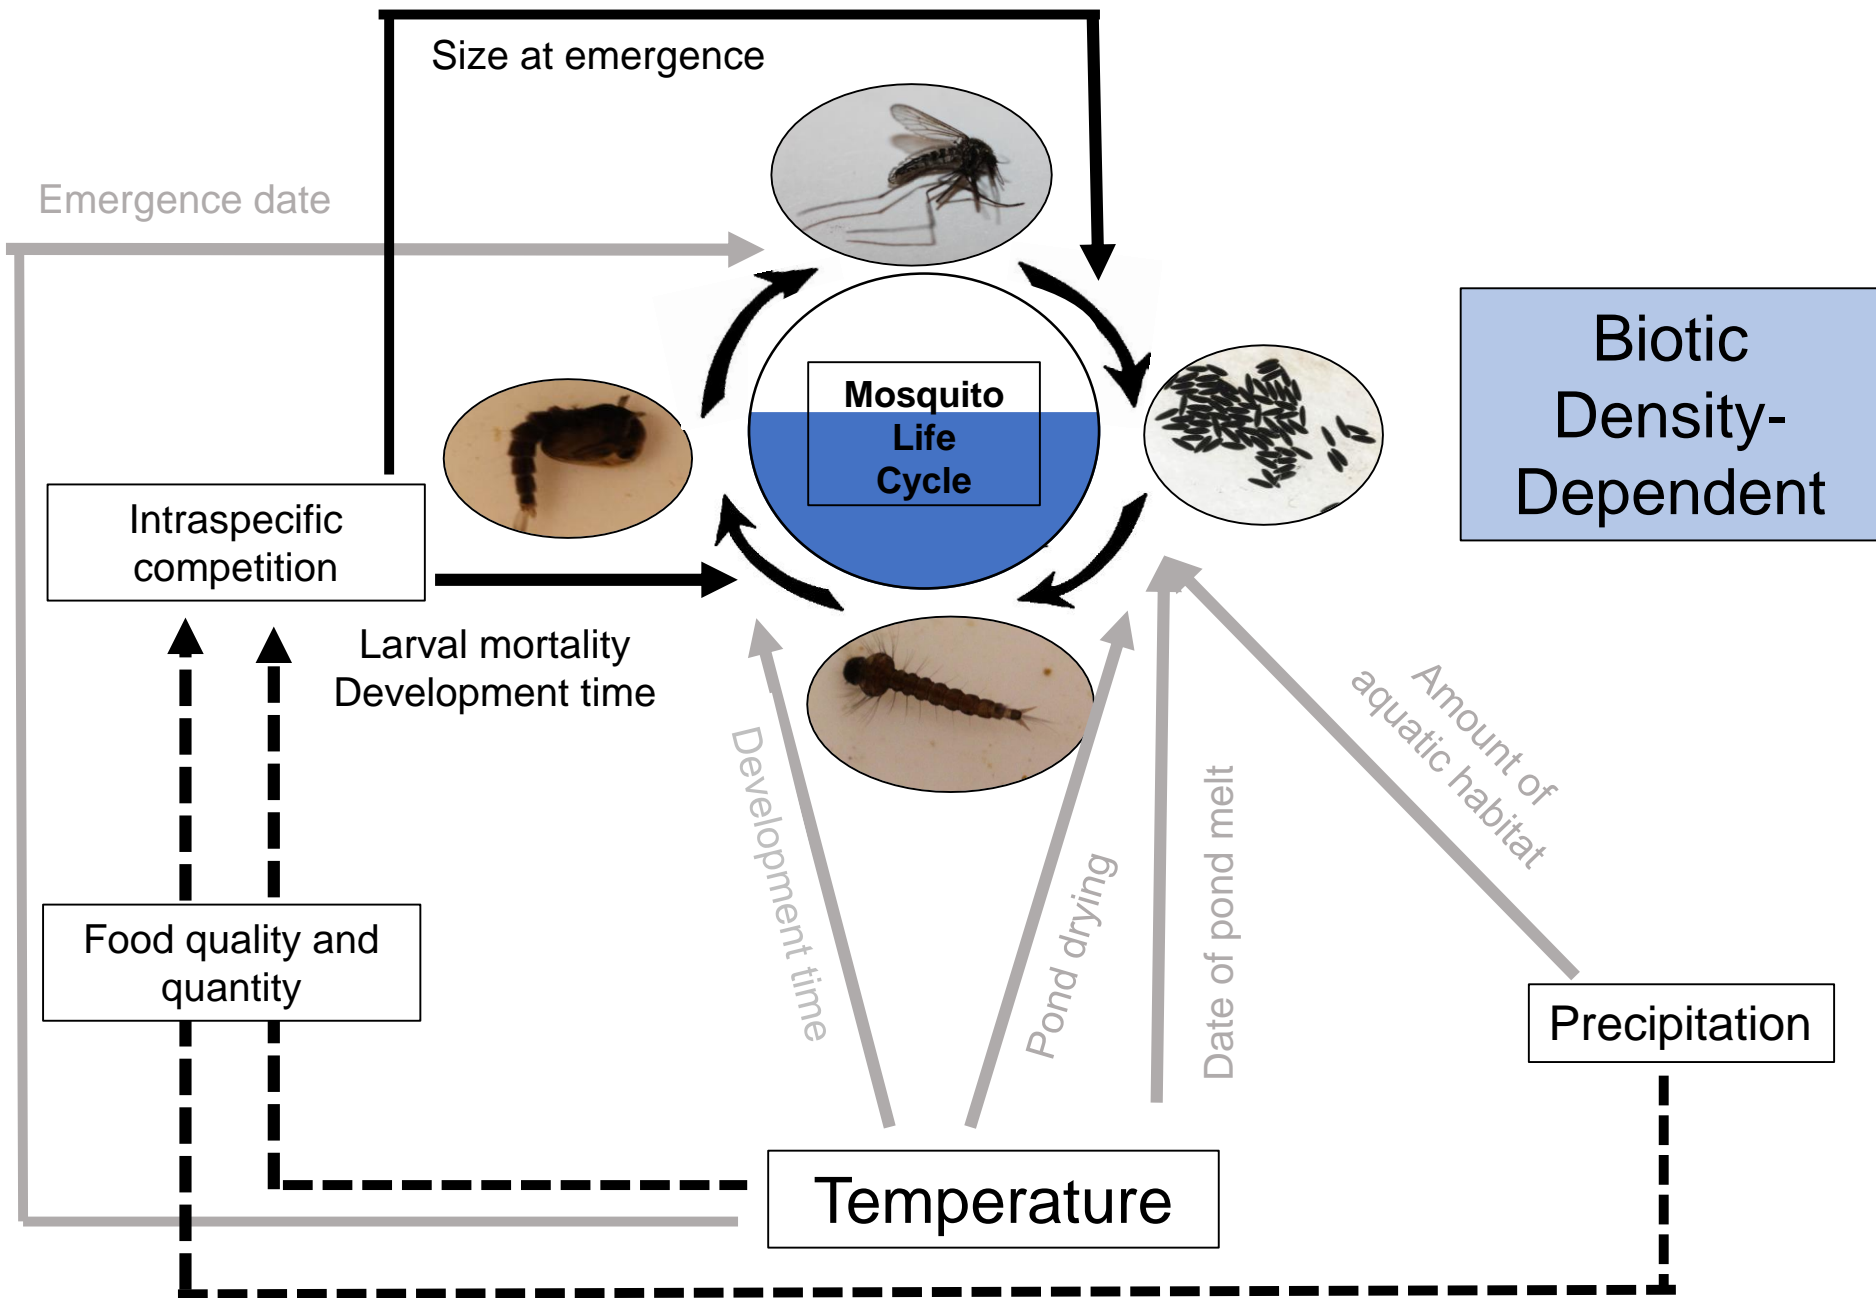 Size at emergence
Emergence date
Mosquito
Life
Cycle
Biotic
Density-
Dependent
Intraspecific
competition
Larval mortality
Development time
Amount of
aquatic habitat
Development time
Pond drying
Date of pond melt
Food quality and
quantity
Precipitation
Temperature